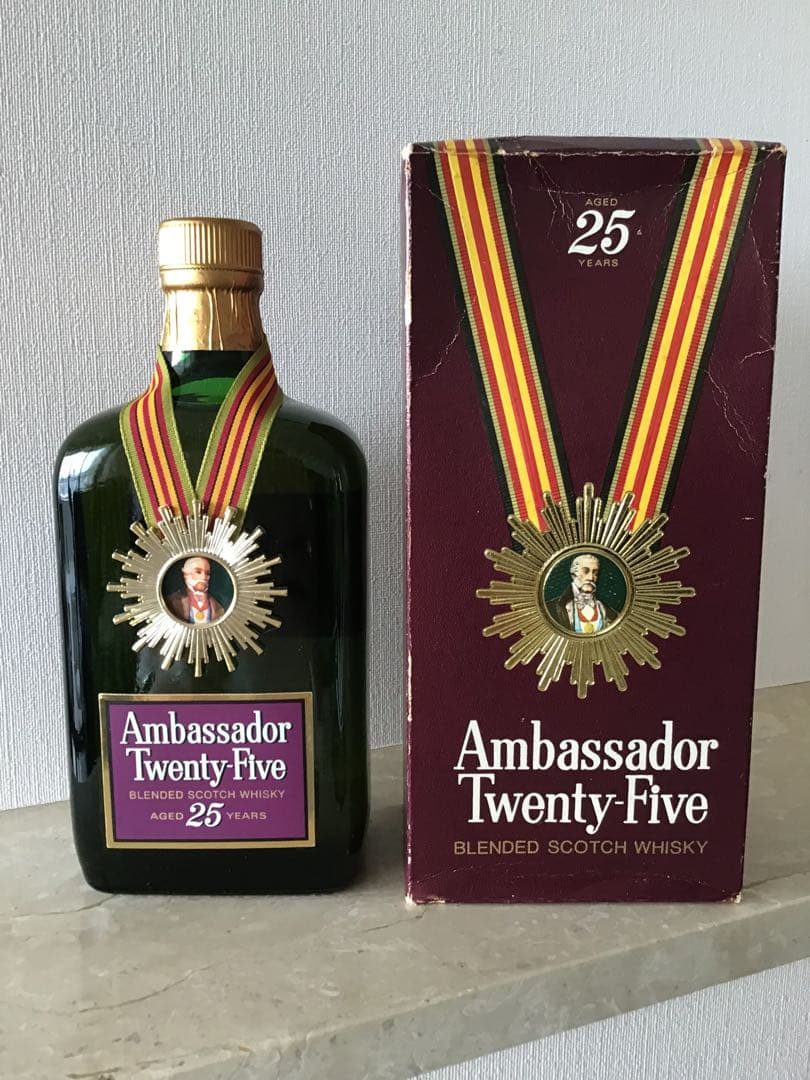 Ambassador
Twenty-Five
BLENDED SCOTCH WHISKY
AGED 25 YEARS
AGED
25
YEARS
Ambassador
Twenty-Five
BLENDED SCOTCH WHISKY